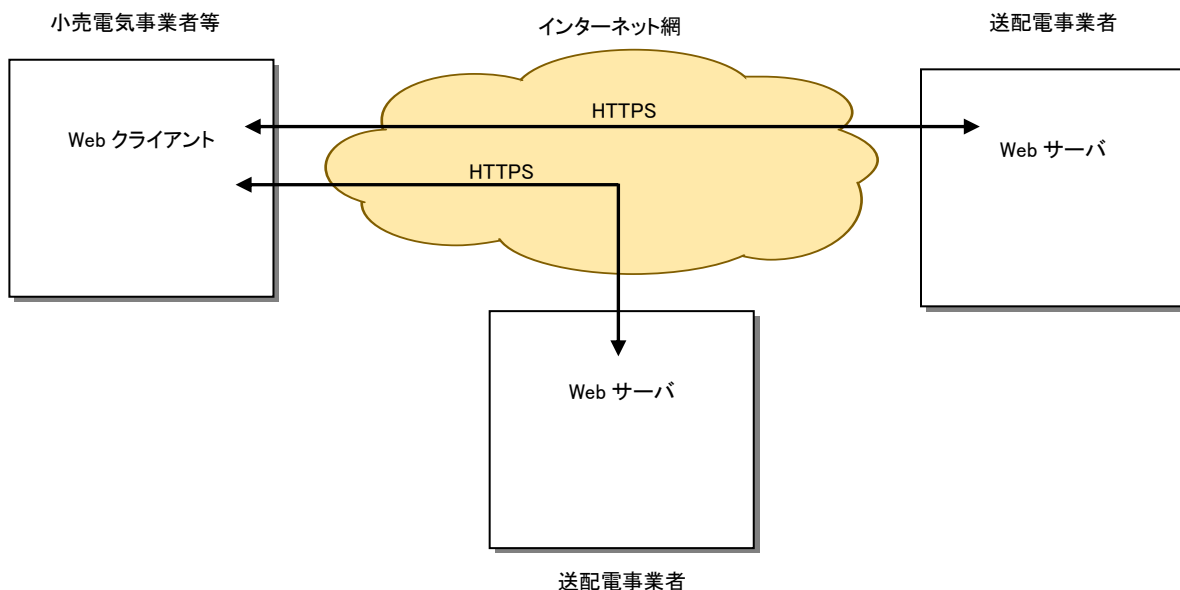 小売電気事業者等
インターネット網
送配電事業者
HTTPS
Web クライアント
Web サーバ
HTTPS
Web サーバ
送配電事業者